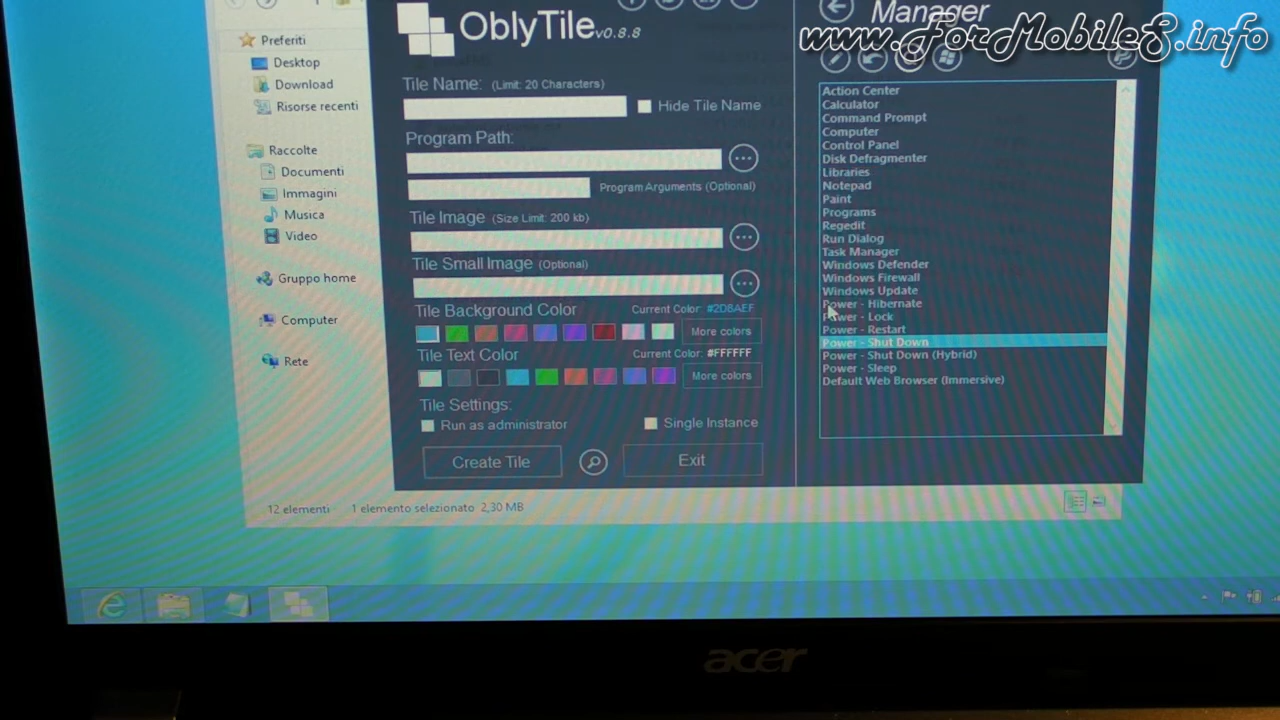 www.ForMobileS.info
OblyTile v0.8.8
Manager
Preferiti
Desktop
Download
Risorse recenti
Raccolte
Documenti
Immagini
Musica
Video
Gruppo home
Computer
Rete
Tile Name: (Limit: 20 Characters)
Hide Tile Name
Program Path:
Program Arguments (Optional)
Tile Image (Size Limit: 200 kb)
Tile Small Image (Optional)
Tile Background Color Current Color: #2D8AEF
More colors
Tile Text Color Current Color: #FFFFFF
More colors
Tile Settings:
Run as administrator
Single Instance
Create Tile
Exit
Action Center
Calculator
Command Prompt
Computer
Control Panel
Disk Defragmenter
Libraries
Notepad
Paint
Programs
Regedit
Run Dialog
Task Manager
Windows Defender
Windows Firewall
Windows Update
Power - Hibernate
Power - Lock
Power - Restart
Power - Shut Down
Power - Shut Down (Hybrid)
Power - Sleep
Default Web Browser (Immersive)
12 elementi 1 elemento selezionato 2,30 MB
acer